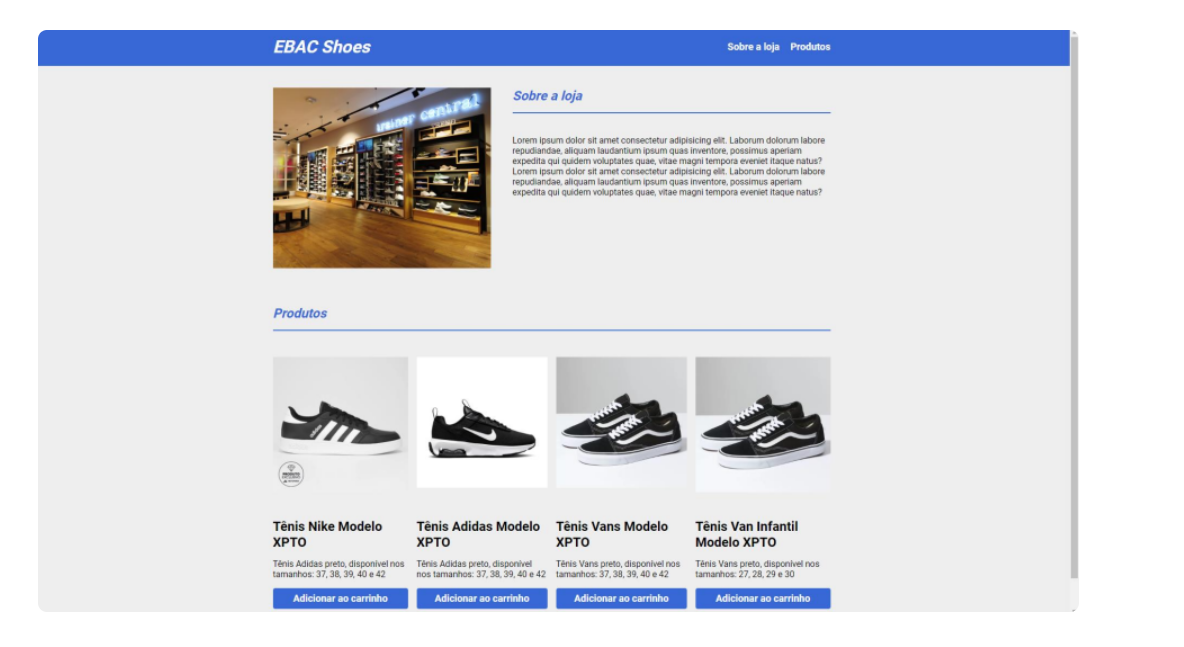 EBAC Shoes
Sobre a loja Produtos
trainer central
Sobre a loja
Lorem ipsum dolor sit amet consectetur adipisicing elit. Laborum dolorum labore
repudiandae, aliquam laudantium ipsum quas inventore, possimus aperiam
expedita qui quidem voluptates quae, vitae magni tempora eveniet itaque natus?
Lorem ipsum dolor sit amet consectetur adipisicing elit. Laborum dolorum labore
repudiandae, aliquam laudantium ipsum quas inventore, possimus aperiam
expedita qui quidem voluptates quae, vitae magni tempora eveniet itaque natus?
Produtos
adidas
PRODUTO
Tênis Nike Modelo
XPTO
Tênis Adidas preto, disponível nos
tamanhos: 37, 38, 39, 40 e 42
Adicionar ao carrinho
Tênis Adidas Modelo
XPTO
Tênis Adidas preto, disponível
nos tamanhos: 37, 38, 39, 40 e 42
Adicionar ao carrinho
Tênis Vans Modelo
XPTO
Tênis Vans preto, disponível nos
tamanhos: 37, 38, 39, 40 e 42
Adicionar ao carrinho
Tênis Van Infantil
Modelo XPTO
Tênis Vans preto, disponível nos
tamanhos: 27, 28, 29 e 30
Adicionar ao carrinho